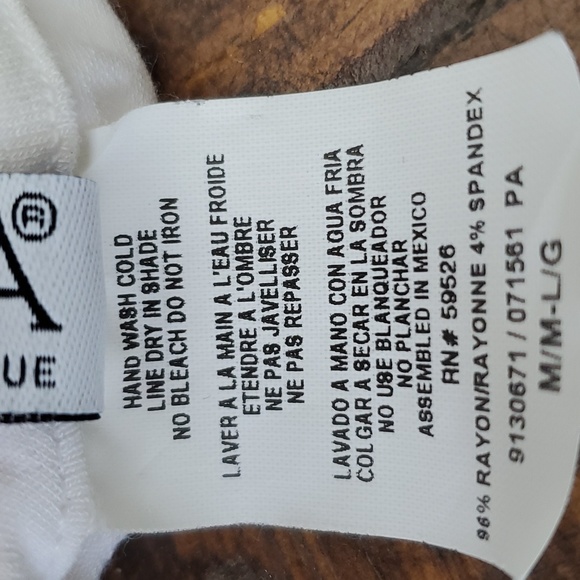 UE
HAND WASH COLD
LINE DRY IN SHADE
NO BLEACH DO NOT IRON
LAVER A LA MAIN A L'EAU FROIDE
ETENDRE A L'OMBRE
NE PAS JAVELLISER
NE PAS REPASSER
LAVADO A MANO CON AGUA FRIA
COLGAR A SECAR EN LA SOMBRA
NO USE BLANQUEADOR
NO PLANCHAR
ASSEMBLED IN MEXICO
RN# 59526
96% RAYON/RAYONNE 4% SPANDEX
9130671 / 071561 PA
M/M-L/G